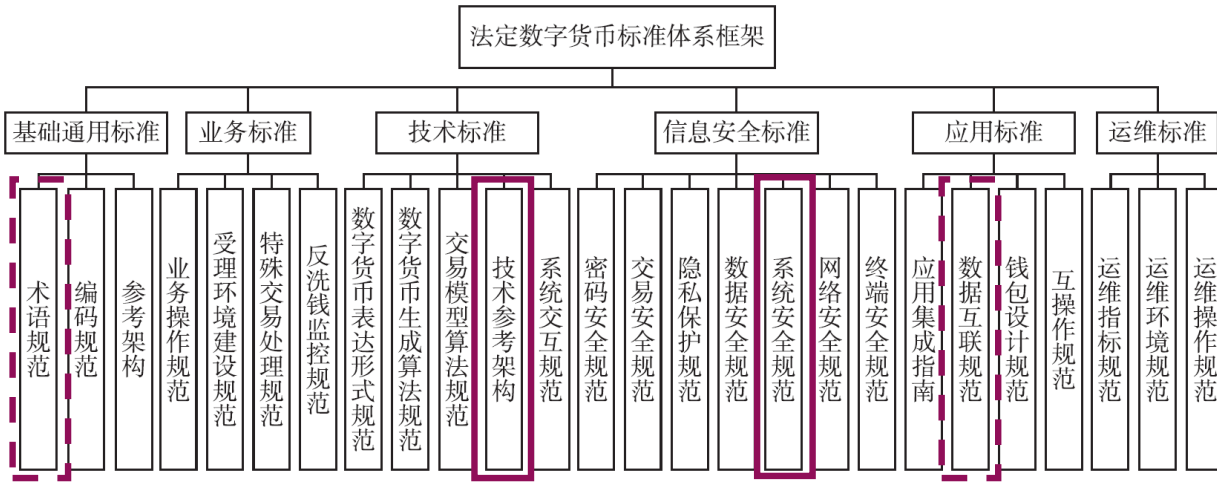 法定数字货币标准体系框架
基础通用标准
业务标准
技术标准
信息安全标准
应用标准
运维标准
术语规范
编码规范
参考架构
业务操作规范
受理环境建设规范
特殊交易处理规范
反洗钱监控规范
数字货币表达形式规范
数字货币生成算法规范
交易模型算法规范
技术参考架构
系统交互规范
密码安全规范
交易安全规范
隐私保护规范
数据安全规范
系统安全规范
网络安全规范
终端安全规范
应用集成指南
数据互联规范
钱包设计规范
互操作规范
运维指标规范
运维环境规范
运维操作规范